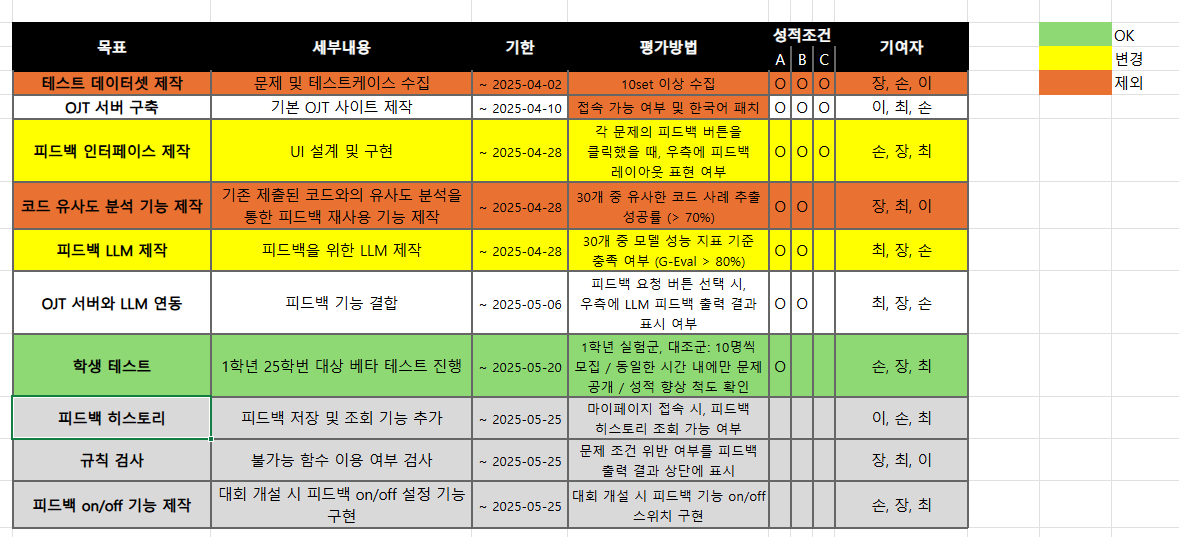 목표 세부내용 기한 평가방법 성적조건 기여자
A B C
테스트 데이터셋 제작 문제 및 테스트케이스 수집 ~ 2025-04-02 10set 이상 수집 O O O 장, 손, 이
OJT 서버 구축 기본 OJT 사이트 제작 ~ 2025-04-10 접속 가능 여부 및 한국어 패치 O O O 이, 최, 손
피드백 인터페이스 제작 UI 설계 및 구현 ~ 2025-04-28 각 문제의 피드백 버튼을
클릭했을 때, 우측에 피드백
레이아웃 표현 여부 O O O 손, 장, 최
코드 유사도 분석 기능 제작 기존 제출된 코드와의 유사도 분석을
통한 피드백 재사용 기능 제작 ~ 2025-04-28 30개 중 유사한 코드 사례 추출
성공률 (> 70%) O O 장, 최, 이
피드백 LLM 제작 피드백을 위한 LLM 제작 ~ 2025-04-28 30개 중 모델 성능 지표 기준
충족 여부 (G-Eval > 80%) O O 최, 장, 손
OJT 서버와 LLM 연동 피드백 기능 결합 ~ 2025-05-06 피드백 요청 버튼 선택 시,
우측에 LLM 피드백 출력 결과
표시 여부 O O 최, 장, 손
학생 테스트 1학년 25학번 대상 베타 테스트 진행 ~ 2025-05-20 1학년 실험군, 대조군: 10명씩
모집 / 동일한 시간 내에만 문제
공개 / 성적 향상 척도 확인 O 손, 장, 최
피드백 히스토리 피드백 저장 및 조회 기능 추가 ~ 2025-05-25 마이페이지 접속 시, 피드백
히스토리 조회 가능 여부 이, 손, 최
규칙 검사 불가능 함수 이용 여부 검사 ~ 2025-05-25 문제 조건 위반 여부를 피드백
출력 결과 상단에 표시 장, 최, 이
피드백 on/off 기능 제작 대회 개설 시 피드백 on/off 설정 기능
구현 ~ 2025-05-25 대회 개설 시 피드백 기능 on/off
스위치 구현 손, 장, 최
OK
변경
제외